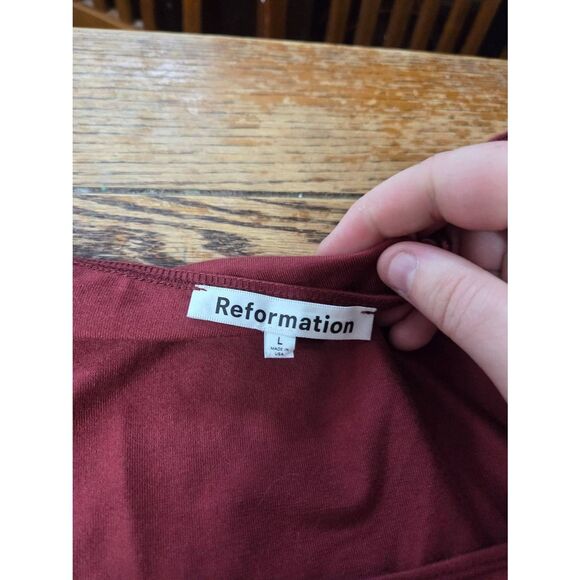 Reformation
L
MADE IN
USA